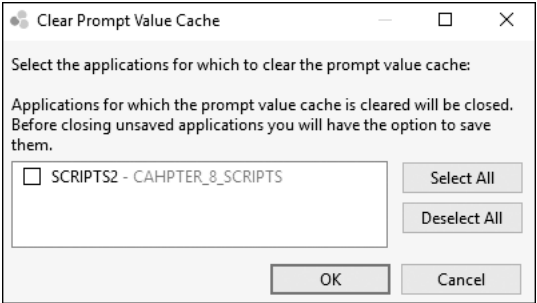 Clear Prompt Value Cache
Select the applications for which to clear the prompt value cache:
Applications for which the prompt value cache is cleared will be closed.
Before closing unsaved applications you will have the option to save
them.
SCRIPTS2 - CAHPTER_8_SCRIPTS
Select All
Deselect All
OK
Cancel